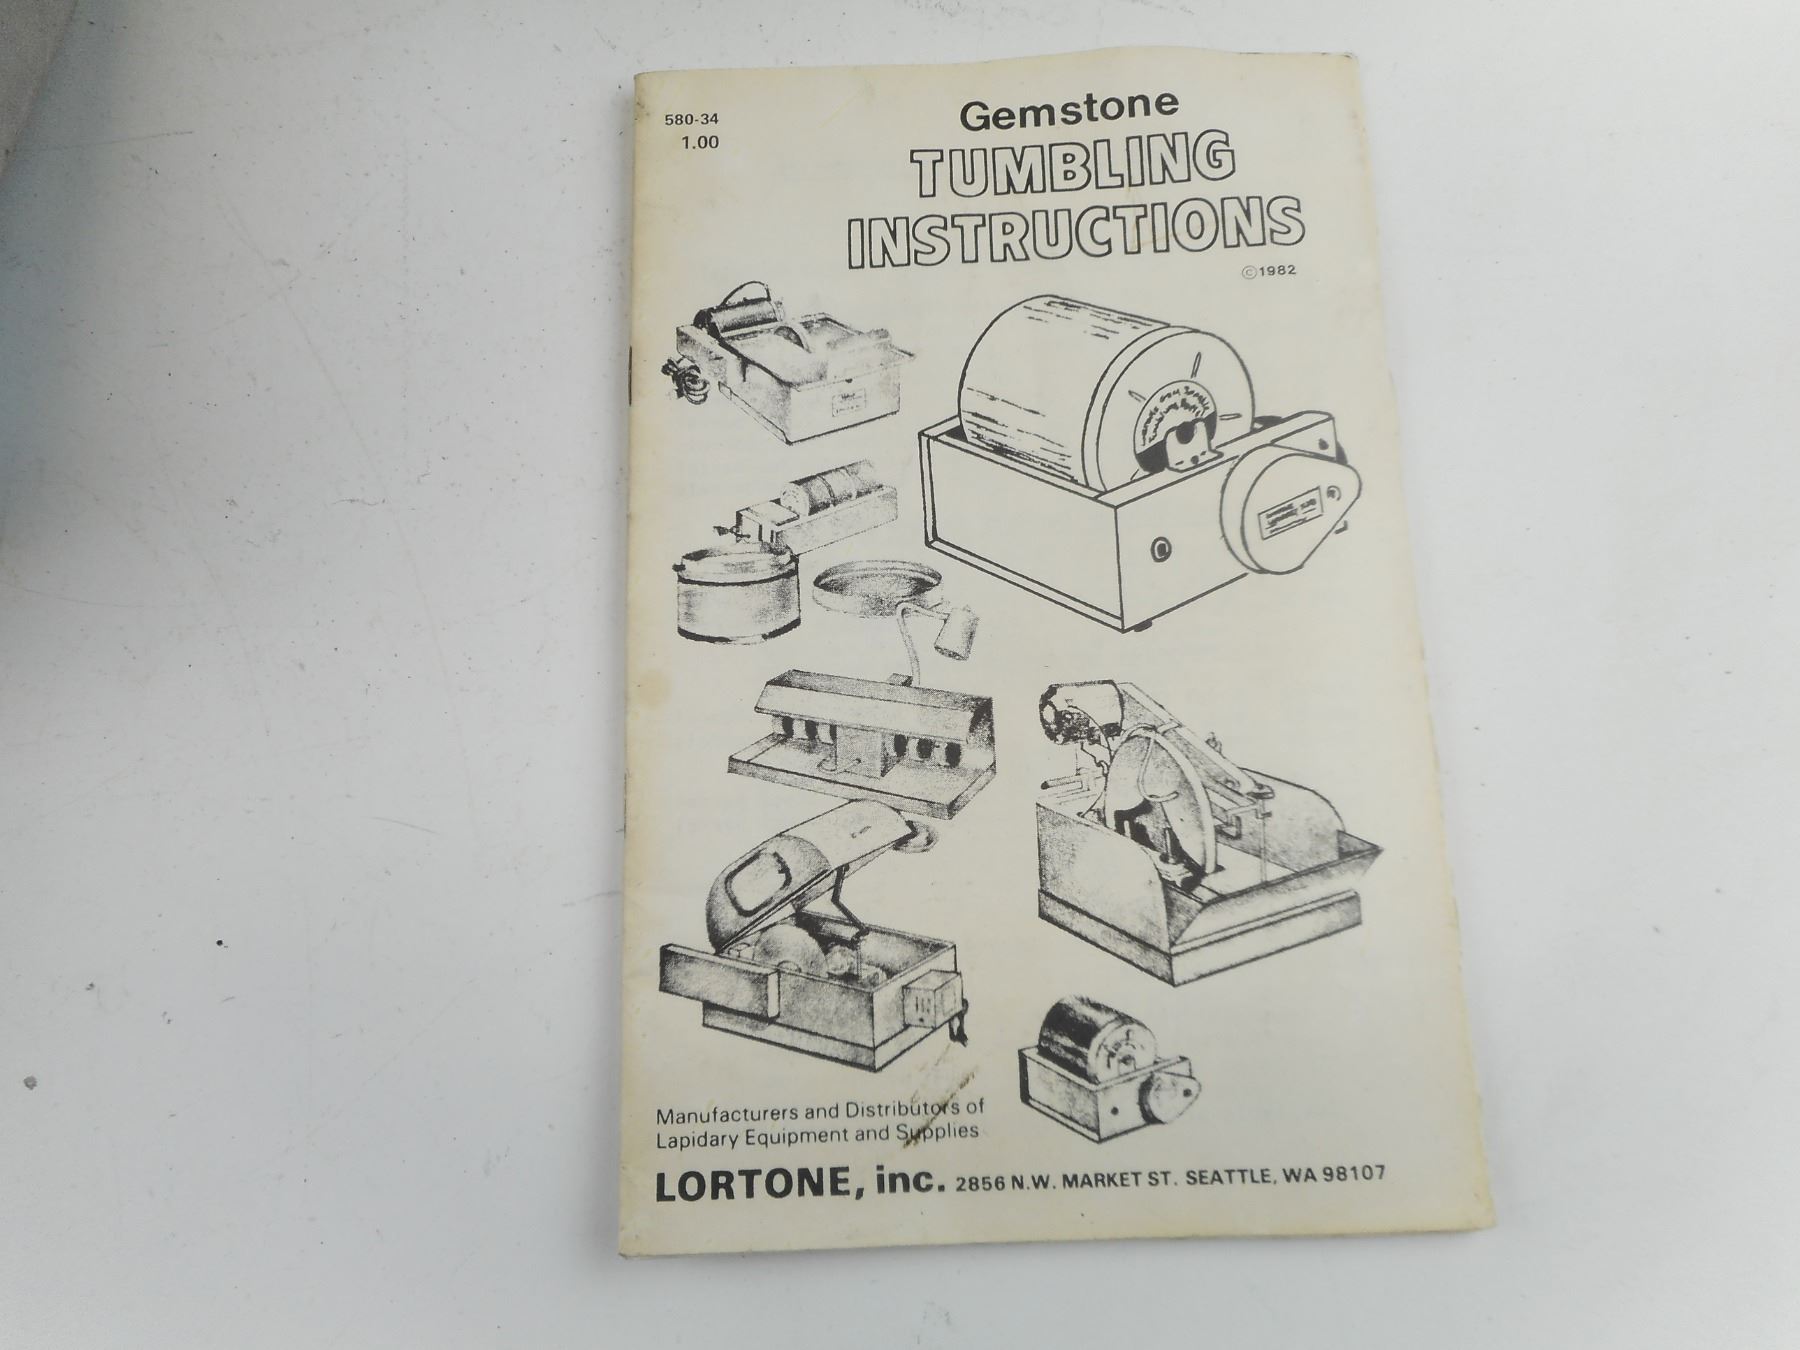 580-34
1.00
Gemstone
TUMBLING
INSTRUCTIONS
©1982
Manufacturers and Distributors of
Lapidary Equipment and Supplies
LORTONE, inc. 2856 N.W. MARKET ST. SEATTLE, WA 98107